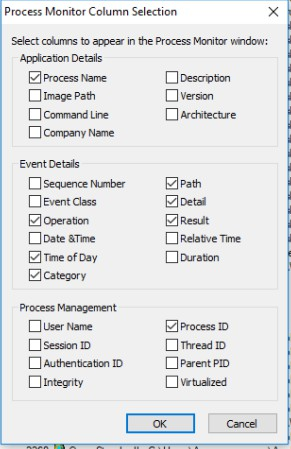 Process Monitor Column Selection
Select columns to appear in the Process Monitor window:
Application Details
Process Name
Description
Image Path
Version
Command Line
Architecture
Company Name
Event Details
Sequence Number
Path
Event Class
Detail
Operation
Result
Date &Time
Relative Time
Time of Day
Duration
Category
Process Management
User Name
Process ID
Session ID
Thread ID
Authentication ID
Parent PID
Integrity
Virtualized
OK
Cancel